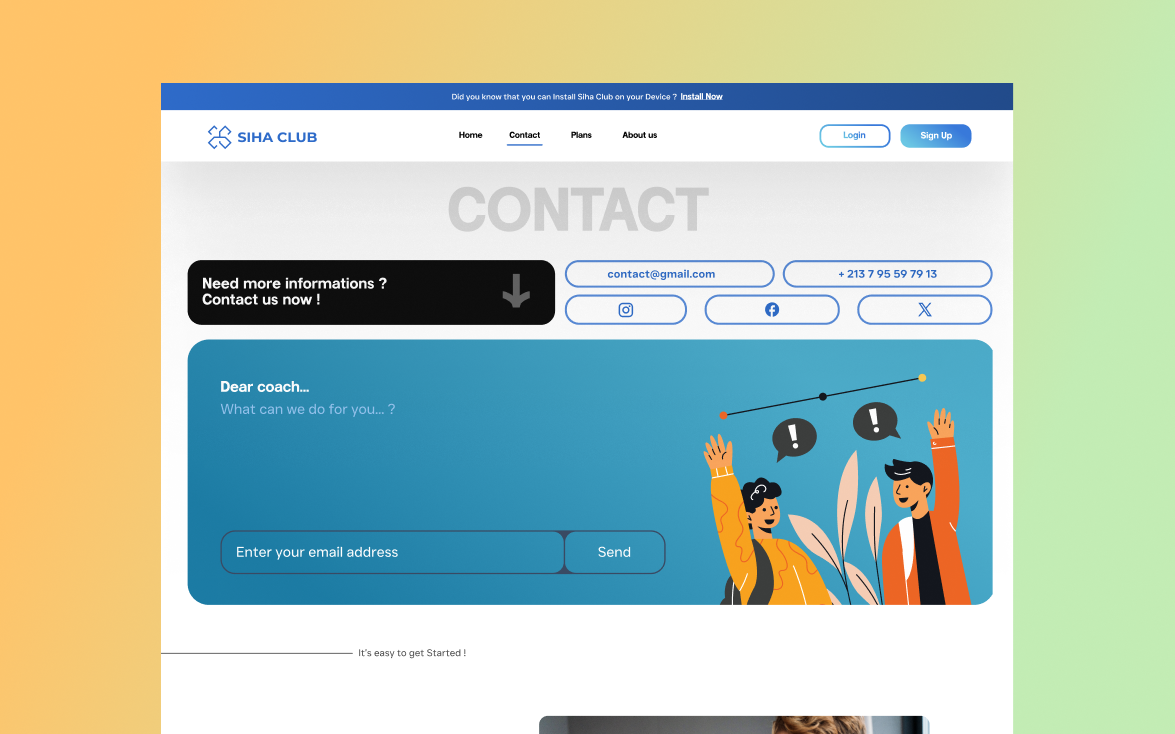 Did you know that you can Install Siha Club on your Device ? Install Now
SIHA CLUB
Home Contact Plans About us
Login Sign Up
CONTACT
Need more informations ?
Contact us now !
contact@gmail.com
+ 213 7 95 59 79 13
Dear coach...
What can we do for you... ?
! !
Enter your email address
Send
It's easy to get Started !